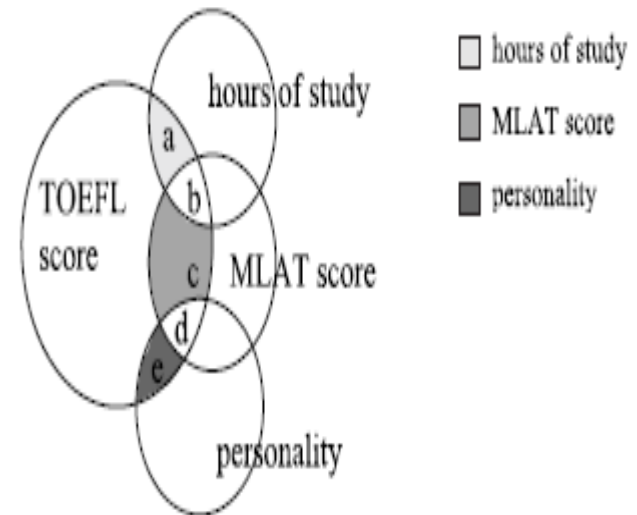 hours of study
a
b
TOEFL
score
c
MLAT score
d
e
personality
hours of study
MLAT score
personality